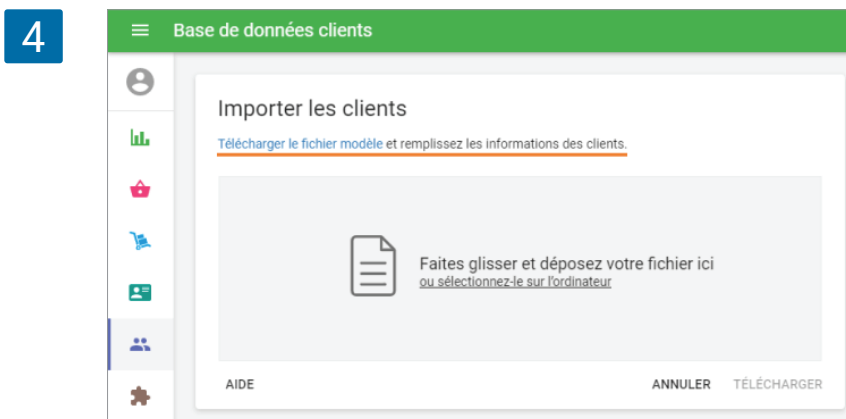 4
Base de données clients
Importer les clients
Télécharger le fichier modèle et remplissez les informations des clients.
Faites glisser et déposez votre fichier ici
ou sélectionnez-le sur l'ordinateur
AIDE
ANNULER
TÉLÉCHARGER